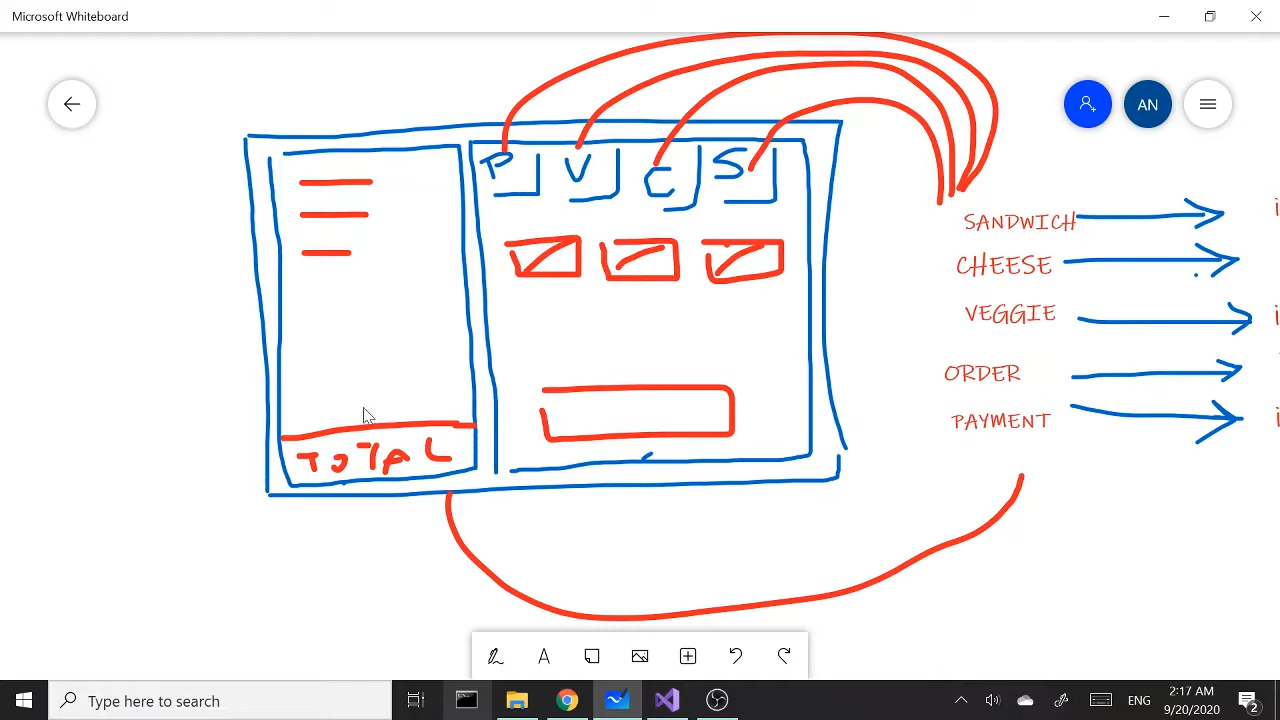 Microsoft Whiteboard
AN
P V C S
SANDWICH
CHEESE
VEGGIE
ORDER
PAYMENT
TOTAL
A
Type here to search
ENG
2:17 AM
9/20/2020
2